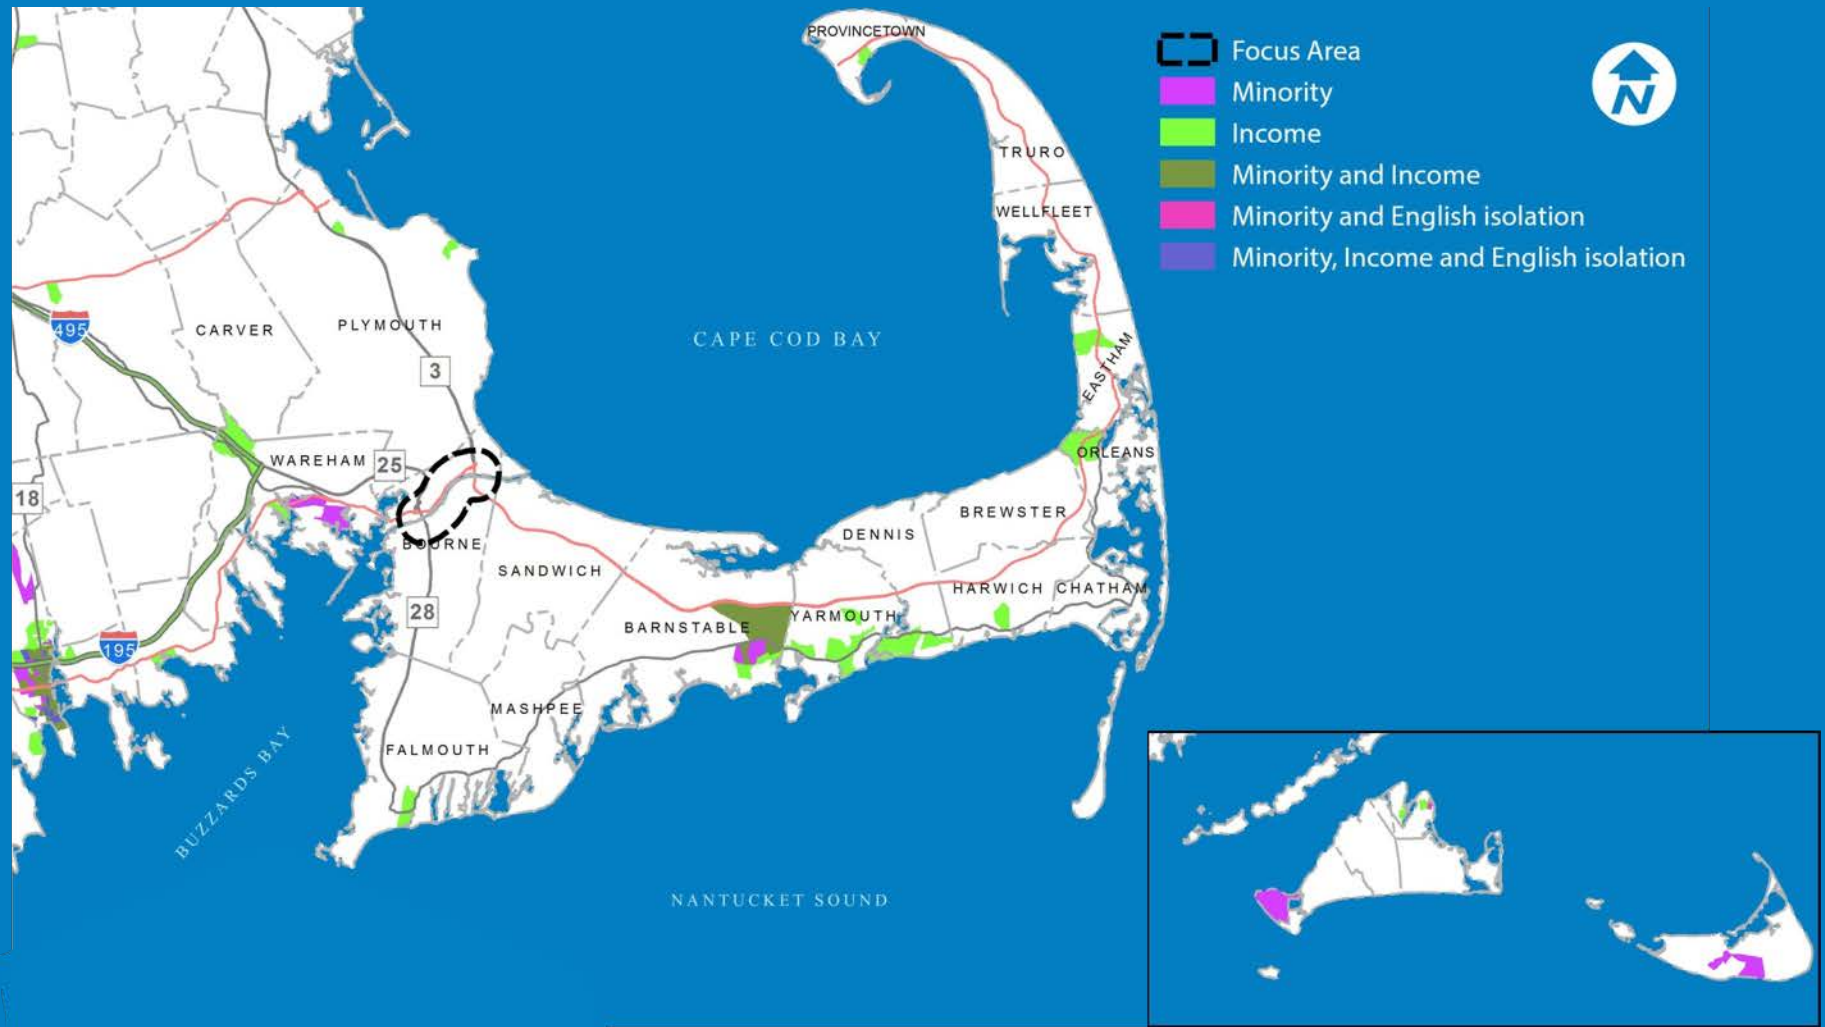 PROVINCETOWN
Focus Area
Minority
Income
Minority and Income
Minority and English isolation
Minority, Income and English isolation
N
TRURO
WELLFLEET
495
CARVER
PLYMOUTH
CAPE COD BAY
3
EASTHAM
WAREHAM
25
ORLEANS
18
BREWSTER
DENNIS
BOURNE
SANDWICH
HARWICH
CHATHAM
28
BARNSTABLE
YARMOUTH
195
MASHPEE
FALMOUTH
BUZZARDS BAY
NANTUCKET SOUND